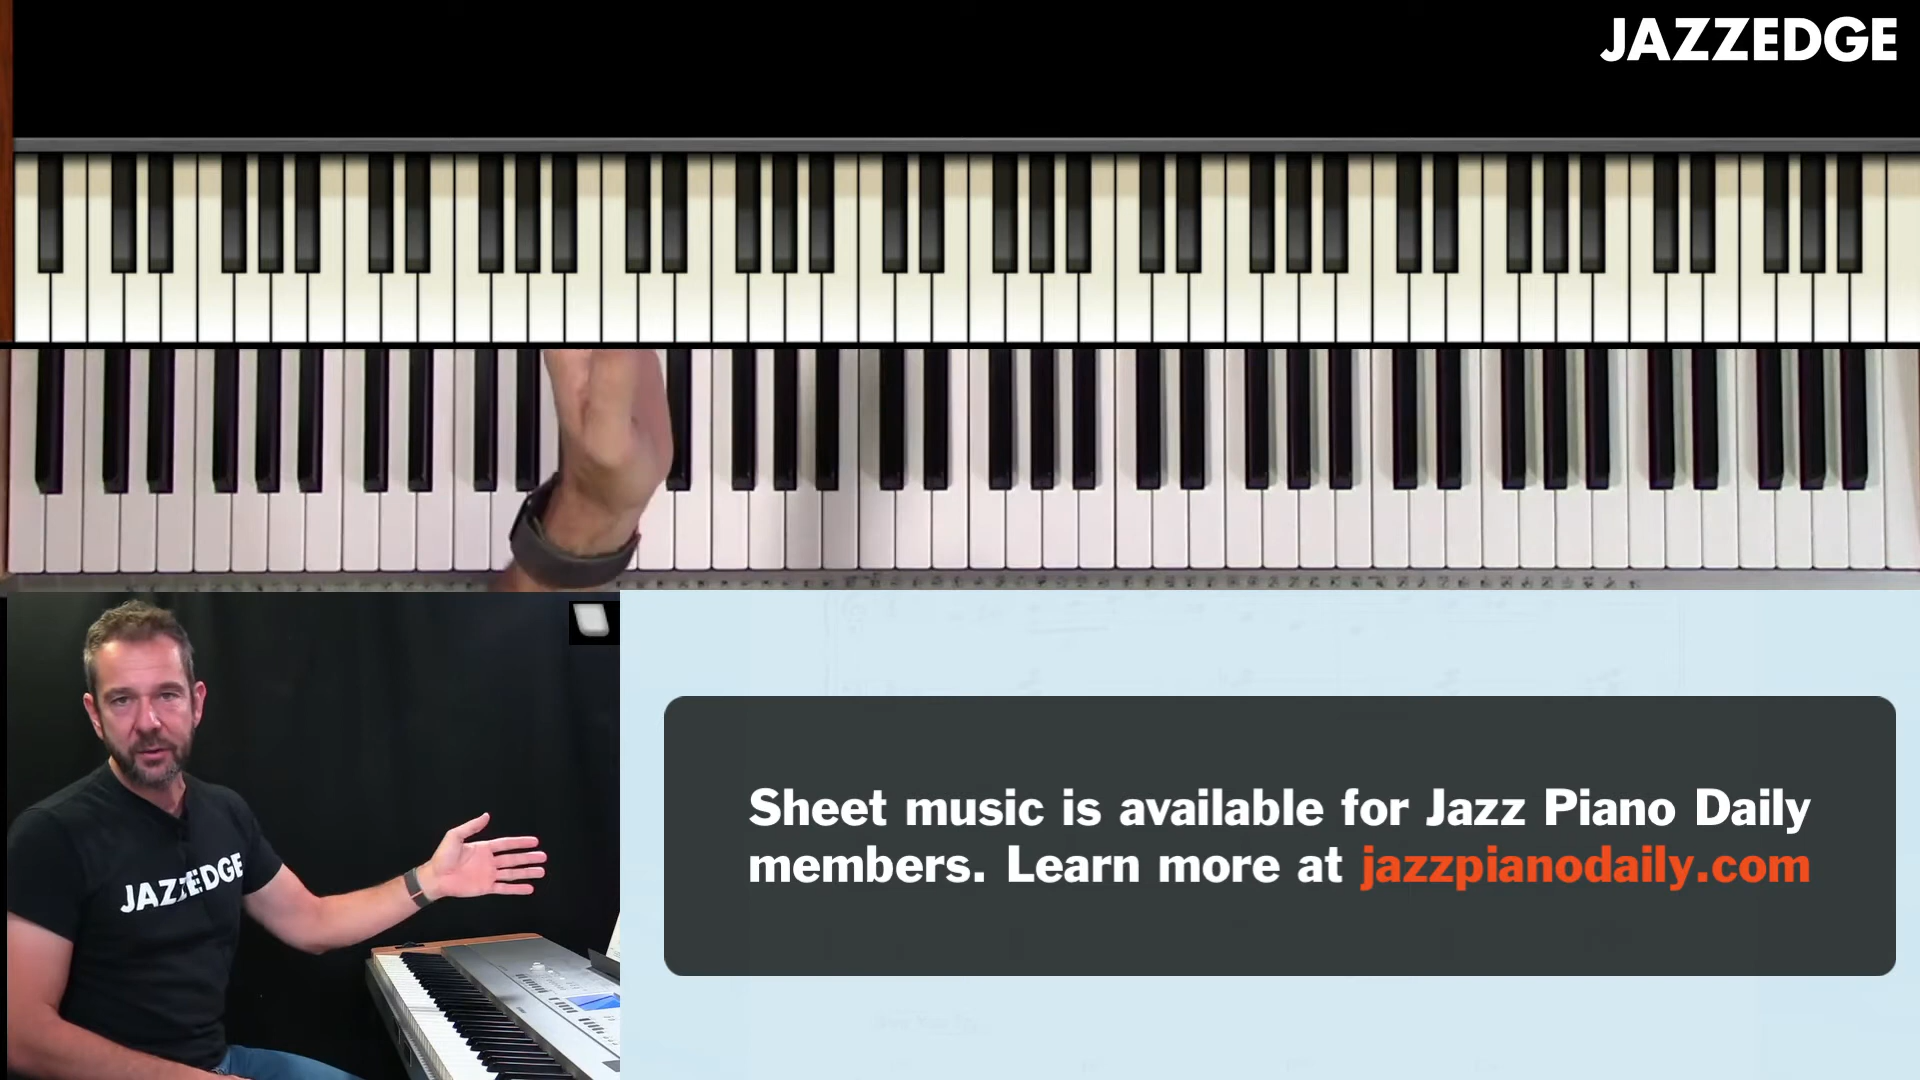 JAZZEDGE
JAZZEDGE
Sheet music is available for Jazz Piano Daily
members. Learn more at jazzpianodaily.com